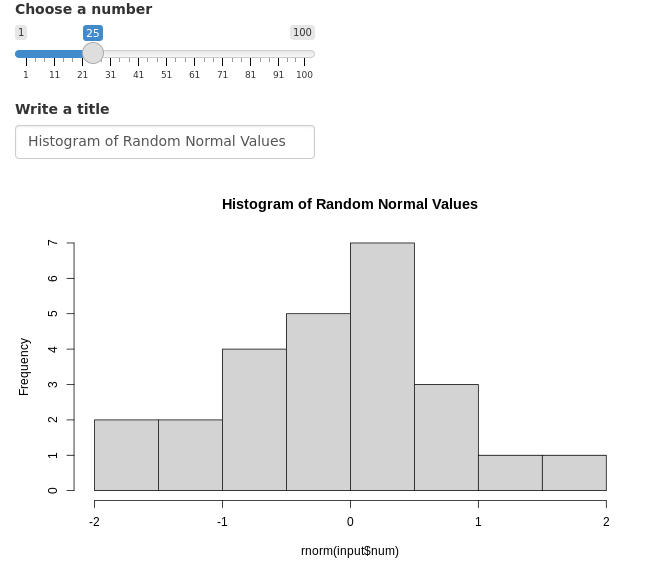 Choose a number
1 25 100
1 11 21 31 41 51 61 71 81 91 100
Write a title
Histogram of Random Normal Values
Histogram of Random Normal Values
Frequency
7
6
5
4
3
2
1
0
-2 -1 0 1 2
rnorm(input$num)